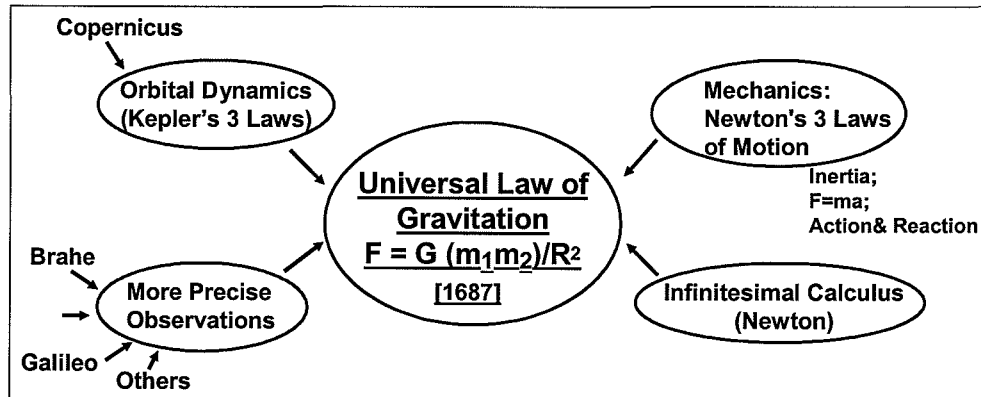 Copernicus
Orbital Dynamics
(Kepler's 3 Laws)
Mechanics:
Newton's 3 Laws
of Motion
Inertia;
F=ma;
Action& Reaction
Universal Law of
Gravitation
F = G (m₁m₂)/R²
[1687]
Brahe
More Precise
Observations
Galileo
Others
Infinitesimal Calculus
(Newton)